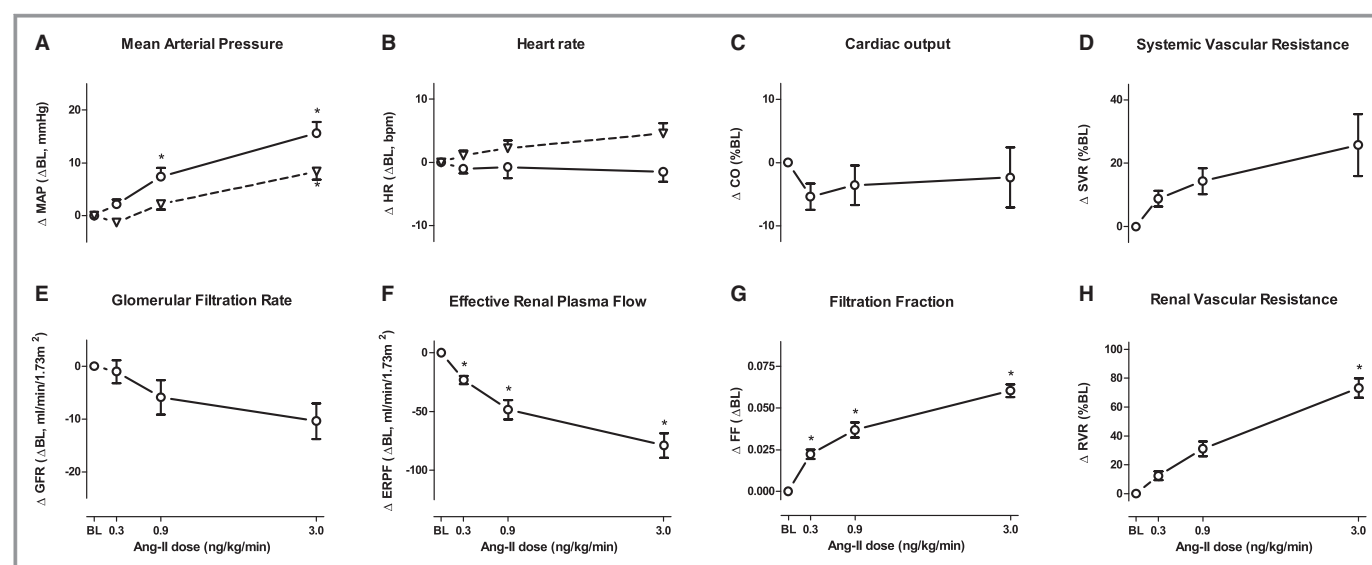 A Mean Arterial Pressure
Δ MAP (ΔBL, mmHg)
20
10
0
*
*
*
B Heart rate
Δ HR (ΔBL, bpm)
10
0
-10
C Cardiac output
Δ CO (%BL)
10
0
-10
D Systemic Vascular Resistance
Δ SVR (%BL)
40
20
0
E Glomerular Filtration Rate
Δ GFR (ΔBL, ml/min/1.73m²)
0
-10
-20
BL 0.3 0.9 3.0
Ang-II dose (ng/kg/min)
F Effective Renal Plasma Flow
Δ ERPF (ΔBL, ml/min/1.73m²)
0
-50
-100
*
*
*
BL 0.3 0.9 3.0
Ang-II dose (ng/kg/min)
G Filtration Fraction
Δ FF (ΔBL)
0.075
0.050
0.025
0.000
*
*
*
BL 0.3 0.9 3.0
Ang-II dose (ng/kg/min)
H Renal Vascular Resistance
Δ RVR (%BL)
100
80
60
40
20
0
*
BL 0.3 0.9 3.0
Ang-II dose (ng/kg/min)